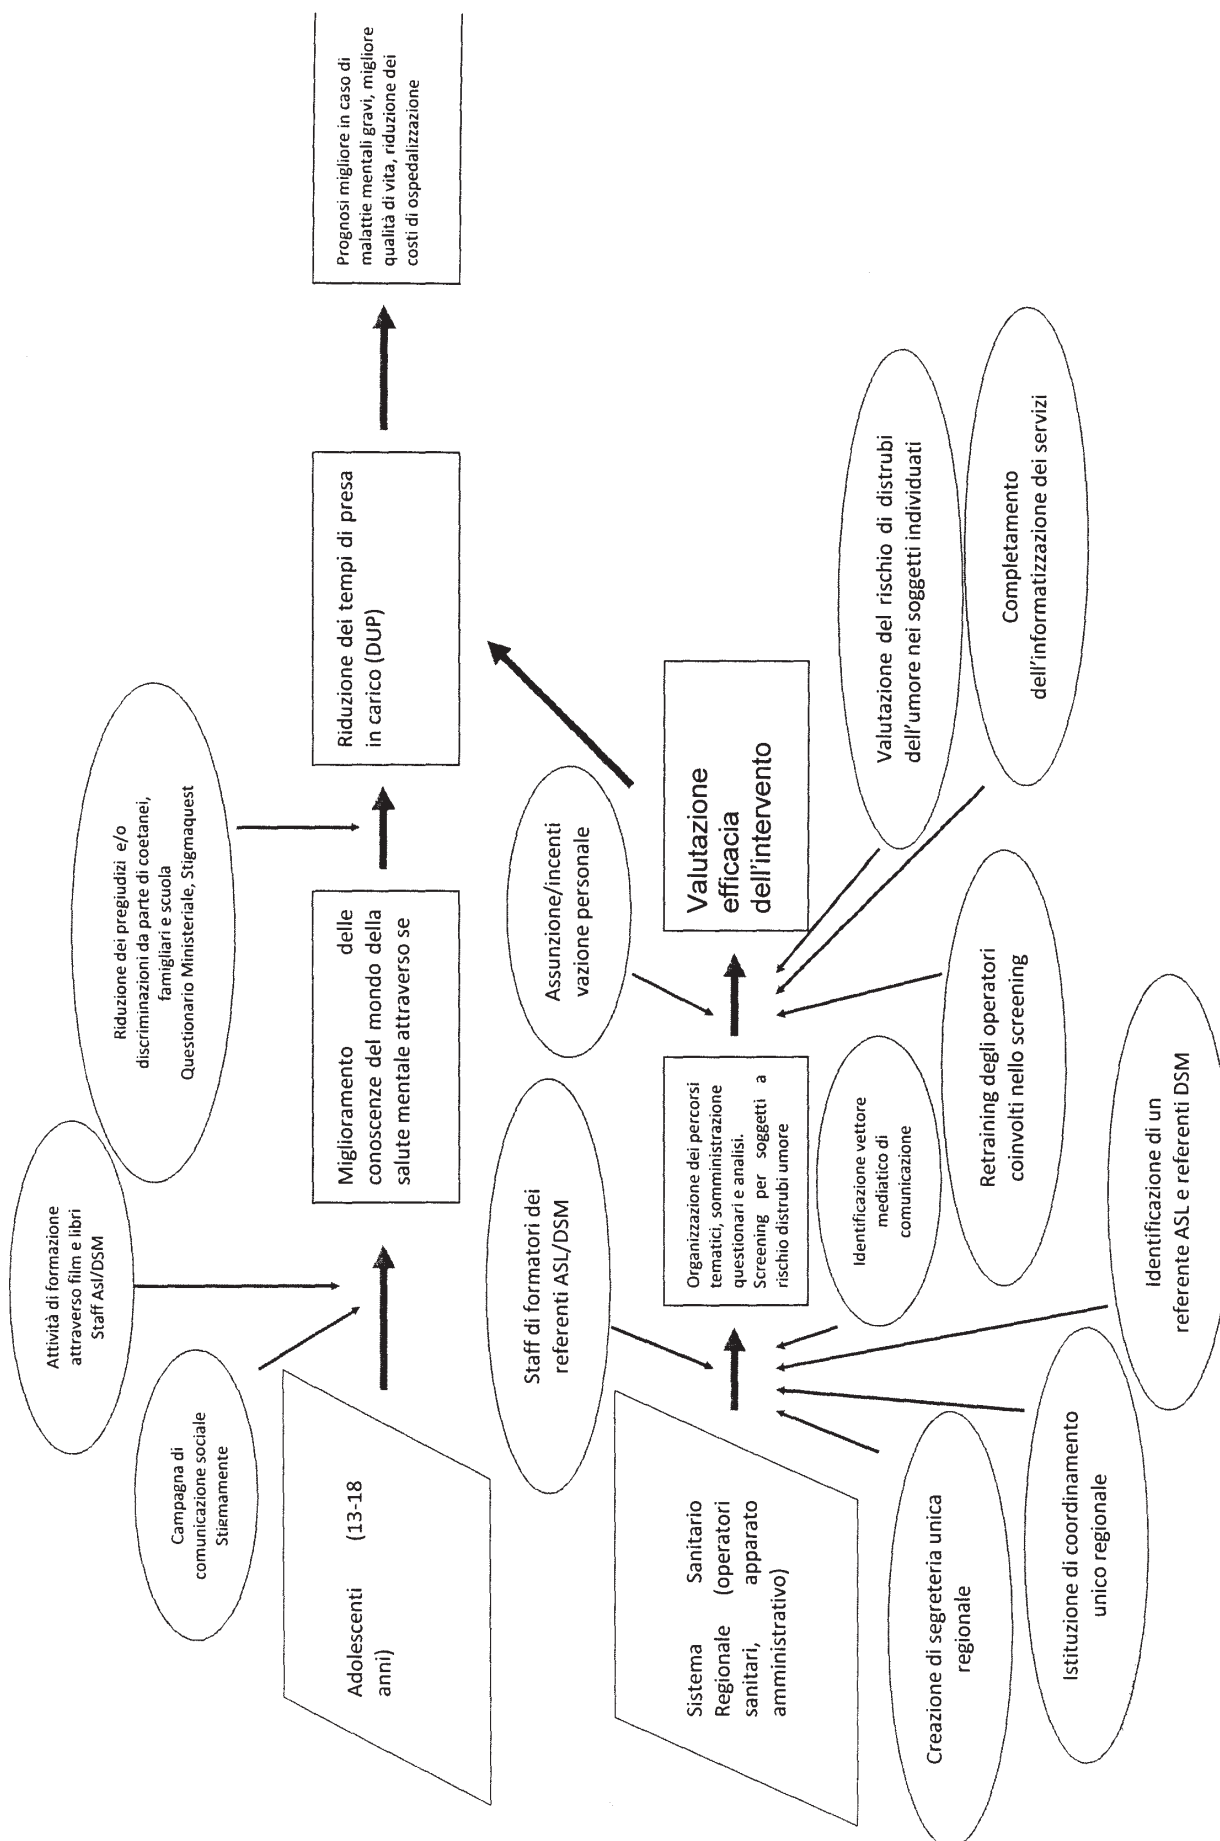 Attività di formazione
attraverso film e libri
Staff Asl/DSM
Riduzione dei pregiudizi e/o
discriminazioni da parte di coetanei,
famigliari e scuola
Questionario Ministeriale, Stigmaquest
Campagna di
comunicazione sociale
Stigmamente
Adolescenti (13-18
anni)
Miglioramento delle
conoscenze del mondo della
salute mentale attraverso se
Riduzione dei tempi di presa
in carico (DUP)
Prognosi migliore in caso di
malattie mentali gravi, migliore
qualità di vita, riduzione dei
costi di ospedalizzazione
Staff di formatori dei
referenti ASL/DSM
Assunzione/incenti
vazione personale
Sistema Sanitario
Regionale (operatori
sanitari, apparato
amministrativo)
Organizzazione dei percorsi
tematici, somministrazione
questionari e analisi.
Screening per soggetti a
rischio distrubi umore
Valutazione
efficacia
dell'intervento
Identificazione vettore
mediatico di
comunicazione
Valutazione del rischio di distrubi
dell'umore nei soggetti individuati
Creazione di segreteria unica
regionale
Retraining degli operatori
coinvolti nello screening
Completamento
dell'informatizzazione dei servizi
Istituzione di coordinamento
unico regionale
Identificazione di un
referente ASL e referenti DSM